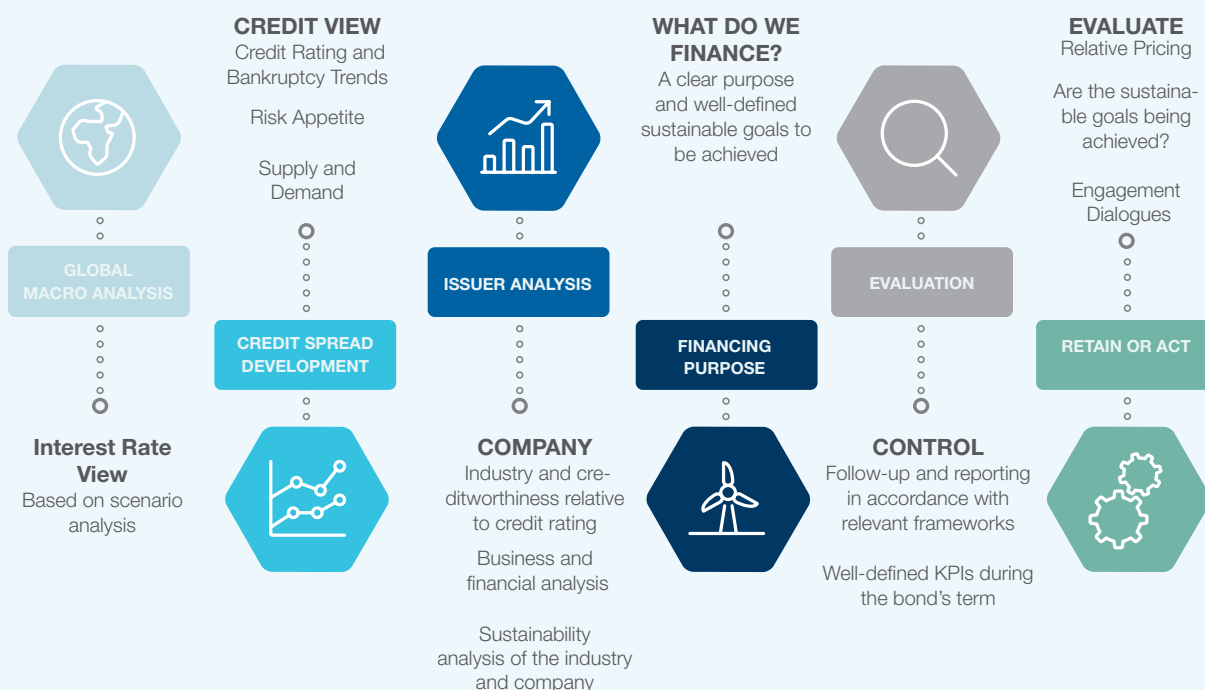 GLOBAL
MACRO ANALYSIS
Interest Rate
View
Based on scenario
analysis
CREDIT VIEW
Credit Rating and
Bankruptcy Trends
Risk Appetite
Supply and
Demand
CREDIT SPREAD
DEVELOPMENT
ISSUER ANALYSIS
COMPANY
Industry and cre-
ditworthiness relative
to credit rating
Business and
financial analysis
Sustainability
analysis of the industry
and company
WHAT DO WE
FINANCE?
A clear purpose
and well-defined
sustainable goals to
be achieved
FINANCING
PURPOSE
EVALUATION
CONTROL
Follow-up and reporting
in accordance with
relevant frameworks
Well-defined KPIs during
the bond’s term
EVALUATE
Relative Pricing
Are the sustaina-
ble goals being
achieved?
Engagement
Dialogues
RETAIN OR ACT